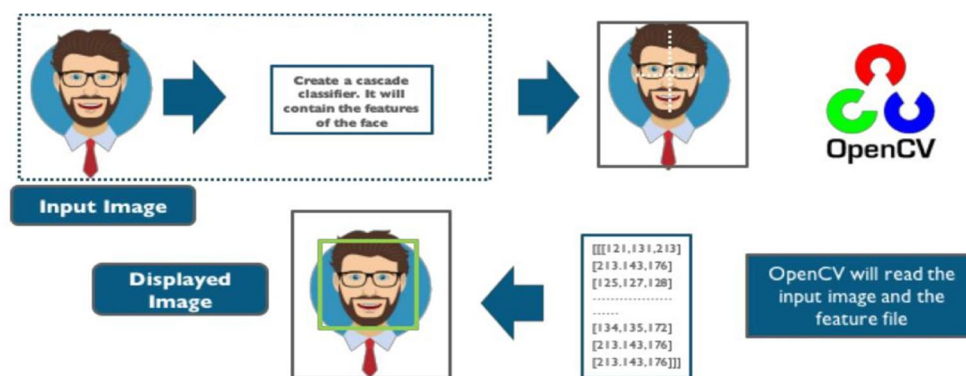 Create a cascade
classifier. It will
contain the features
of the face
OpenCV
Input Image
Displayed
Image
[[[121,131,213]
[213.143,176]
[125,127,128]
..................
......
[134,135,172]
[213.143,176]
[213.143,176]]]
OpenCV will read the
input image and the
feature file